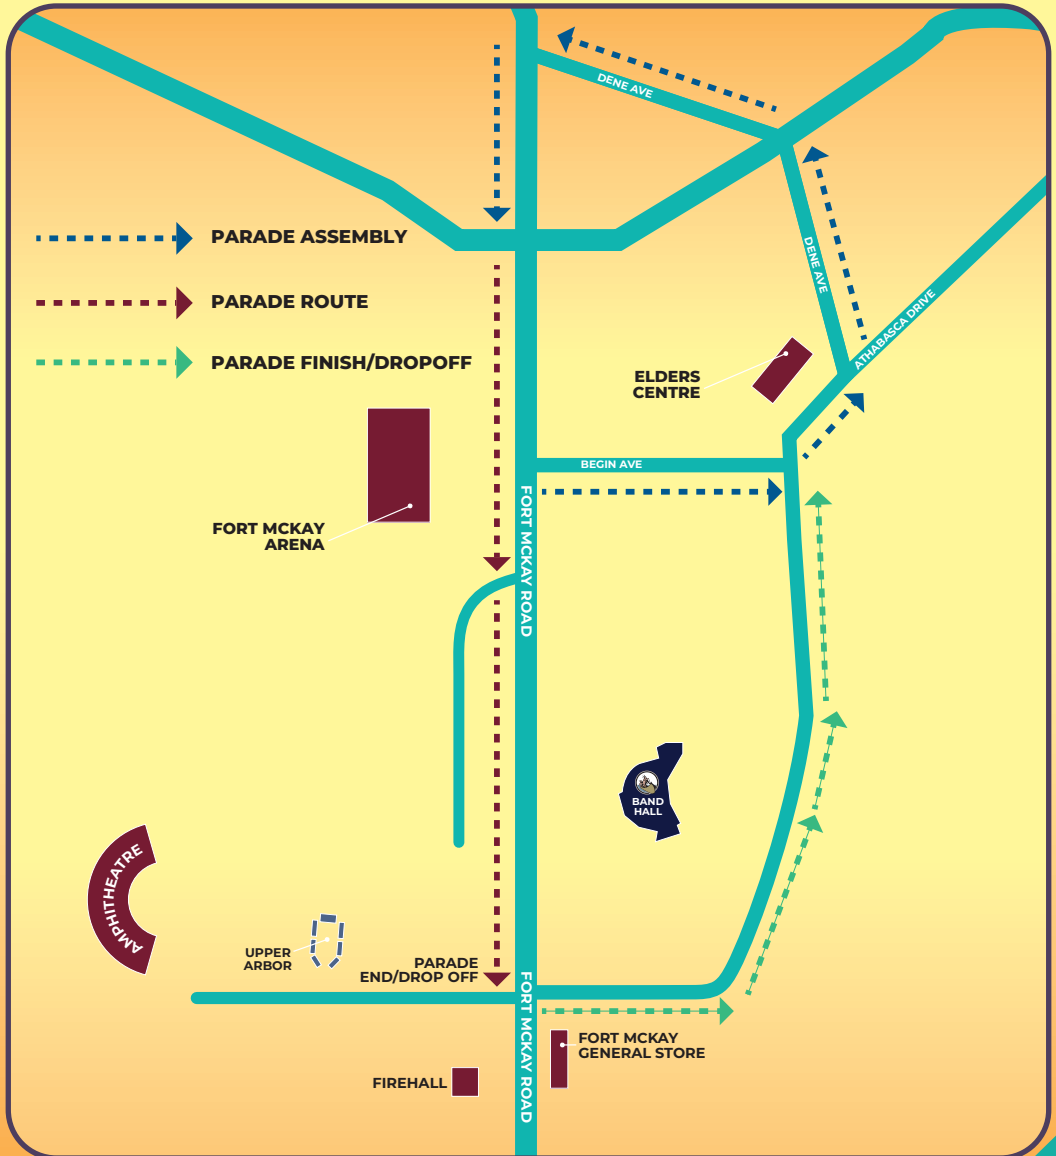 DENE AVE
PARADE ASSEMBLY
DENE AVE
PARADE ROUTE
ATHABASCA DRIVE
PARADE FINISH/DROPOFF
ELDERS
CENTRE
BEGIN AVE
FORT MCKAY
ARENA
FORT MCKAY ROAD
BAND
HALL
AMPHITHEATRE
UPPER
ARBOR
PARADE
END/DROP OFF
FORT MCKAY ROAD
FORT MCKAY
GENERAL STORE
FIREHALL